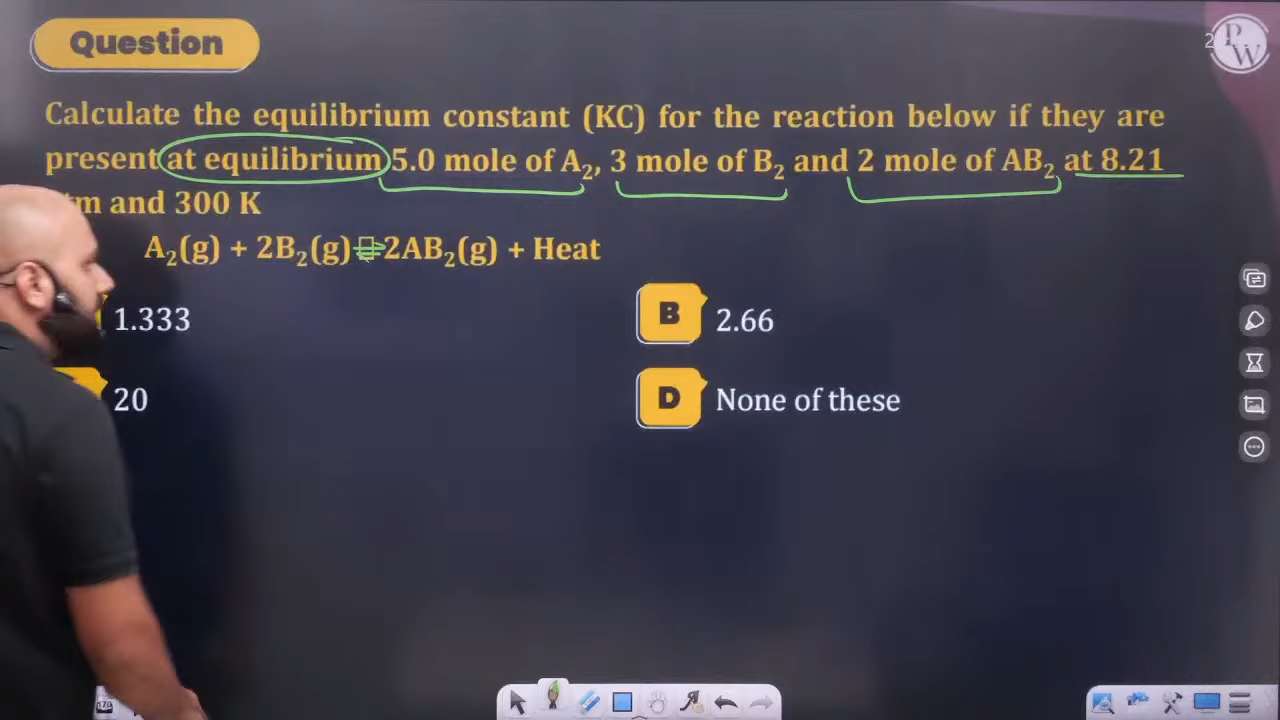 Question
Calculate the equilibrium constant (KC) for the reaction below if they are
present at equilibrium 5.0 mole of A₂, 3 mole of B₂ and 2 mole of AB₂ at 8.21
and 300 K
A₂(g) + 2B₂(g) ⇌ 2AB₂(g) + Heat
1.333
B 2.66
20
D None of these
PW